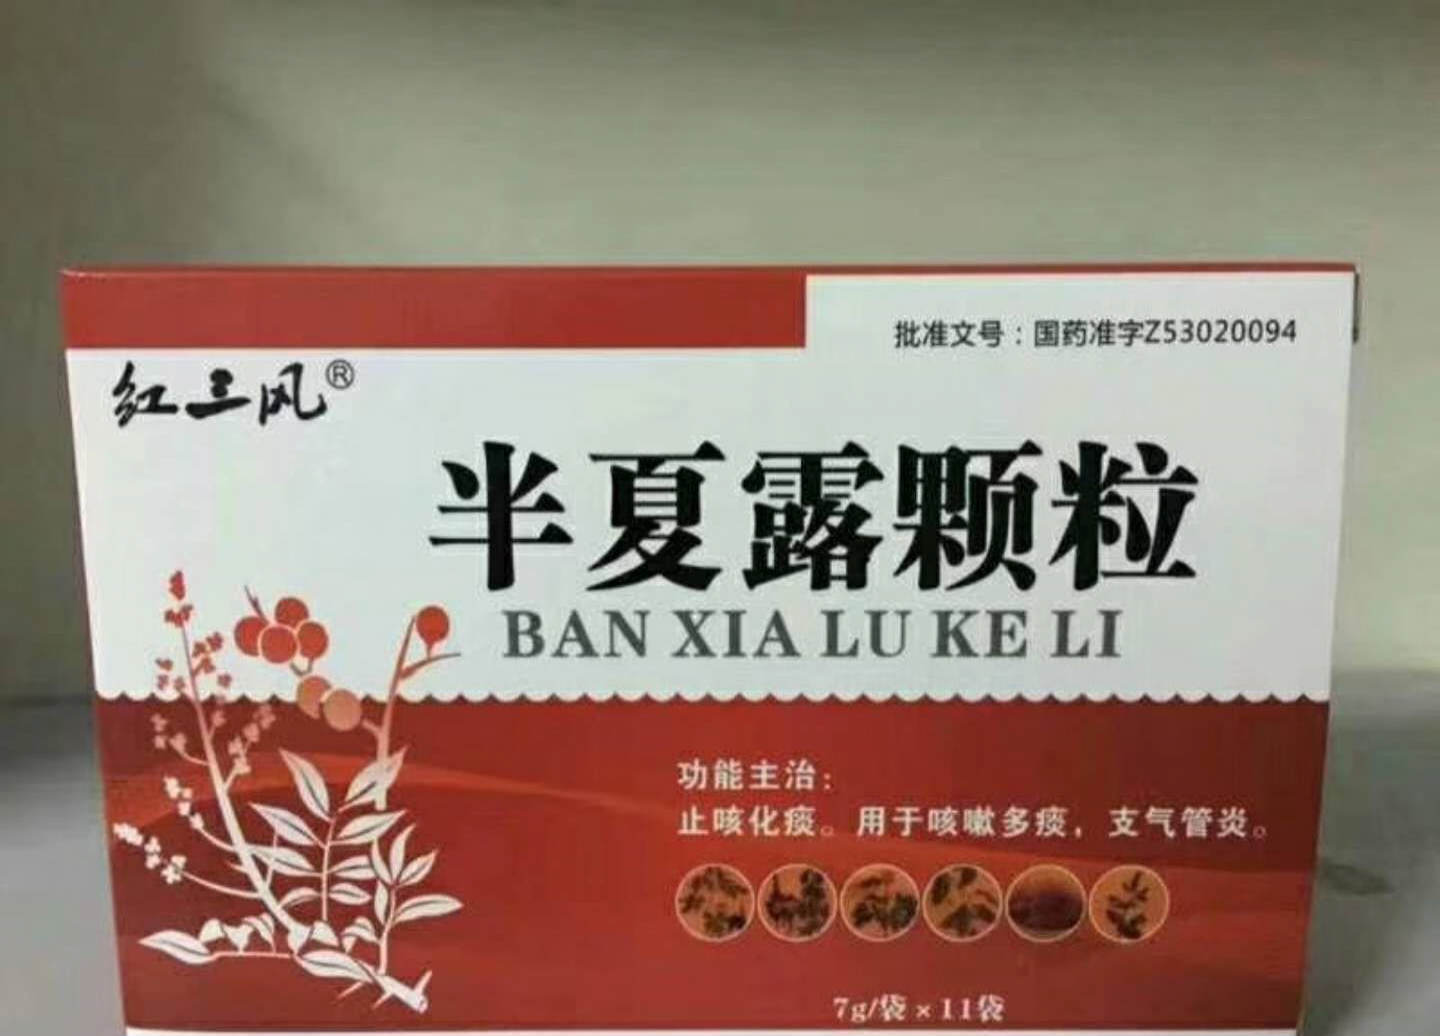 批准文号：国药准字Z53020094
红三风®
半夏露颗粒
BAN XIA LU KE LI
功能主治：
止咳化痰。用于咳嗽多痰，支气管炎。
7g/袋×11袋